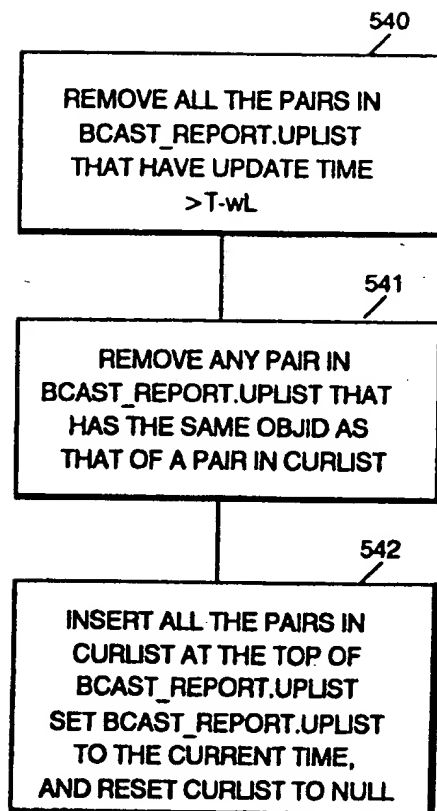 540
REMOVE ALL THE PAIRS IN
BCAST_REPORT.UPLIST
THAT HAVE UPDATE TIME
>T-wL
541
REMOVE ANY PAIR IN
BCAST_REPORT.UPLIST THAT
HAS THE SAME OBJID AS
THAT OF A PAIR IN CURLIST
542
INSERT ALL THE PAIRS IN
CURLIST AT THE TOP OF
BCAST_REPORT.UPLIST
SET BCAST_REPORT.UPLIST
TO THE CURRENT TIME,
AND RESET CURLIST TO NULL